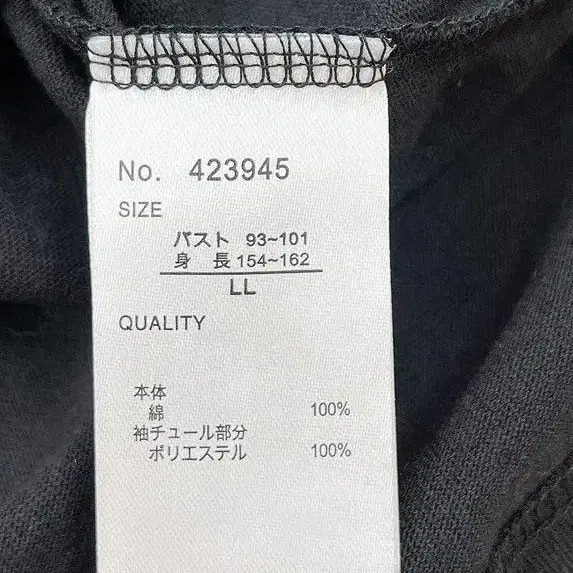 No. 423945
SIZE
バスト 93~101
身 長 154~162
LL
QUALITY
本体
綿 100%
袖チュール部分
ポリエステル 100%